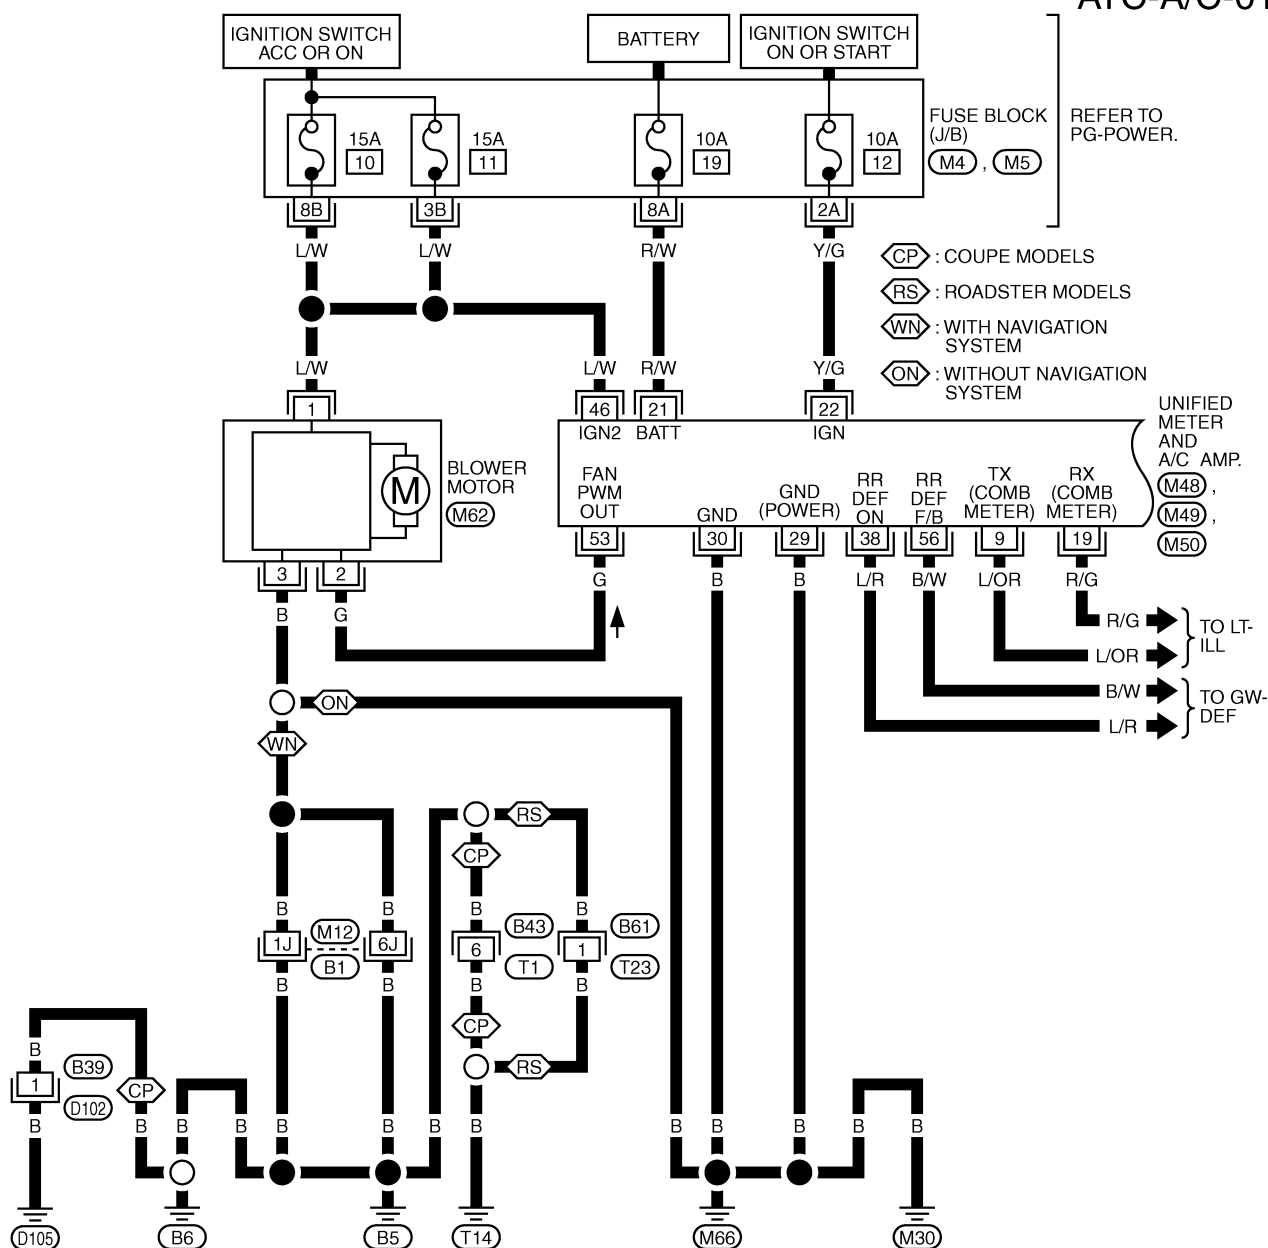 IGNITION SWITCH
ACC OR ON
BATTERY
IGNITION SWITCH
ON OR START
15A
10
15A
11
10A
19
10A
12
FUSE BLOCK
(J/B)
M4 , M5
REFER TO
PG-POWER.
8B
3B
8A
2A
L/W
L/W
R/W
Y/G
CP : COUPE MODELS
RS : ROADSTER MODELS
WN : WITH NAVIGATION
SYSTEM
ON : WITHOUT NAVIGATION
SYSTEM
L/W
L/W
R/W
Y/G
1
46
21
22
IGN2
BATT
IGN
UNIFIED
METER
AND
A/C AMP.
M48 ,
M49 ,
M50
M
BLOWER
MOTOR
M62
FAN
PWM
OUT
GND
GND
(POWER)
RR
DEF
ON
RR
DEF
F/B
TX
(COMB
METER)
RX
(COMB
METER)
3
2
53
30
29
38
56
9
19
B
G
G
B
B
L/R
B/W
L/OR
R/G
R/G
L/OR
TO LT-
ILL
B/W
L/R
TO GW-
DEF
ON
WN
RS
CP
B
B
B
B
1J
M12
B1
6J
6
B43
T1
1
B61
T23
B
B
B
B
CP
RS
B
1
B39
D102
CP
B
B
B
B
B
B
B
B
B
B
B
B
B
D105
B6
B5
T14
M66
M30